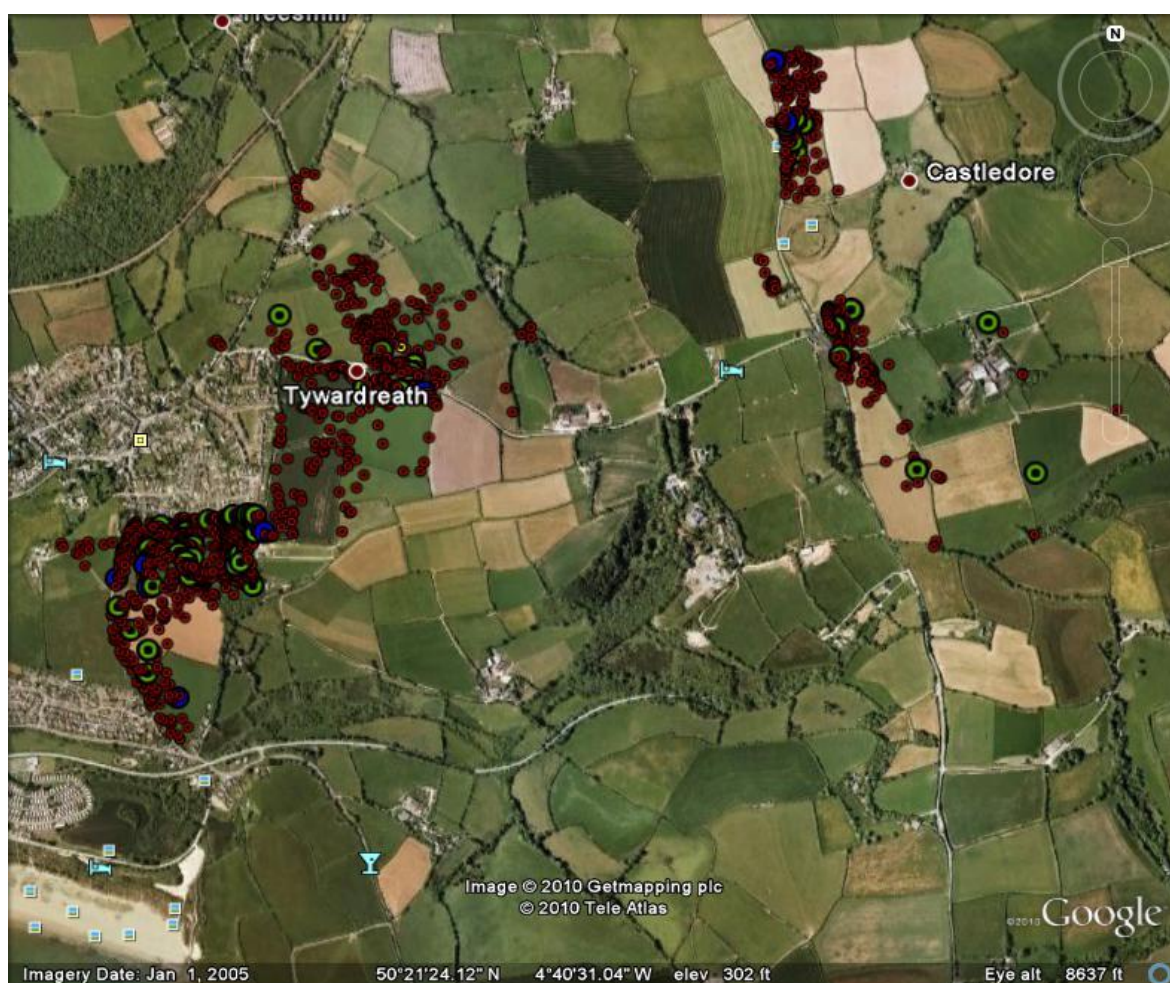 N
Castledore
Tywardreath
Image © 2010 Getmapping plc
© 2010 Tele Atlas
©2010 Google
Imagery Date: Jan 1, 2005 50°21'24.12" N 4°40'31.04" W elev 302 ft Eye alt 8637 ft